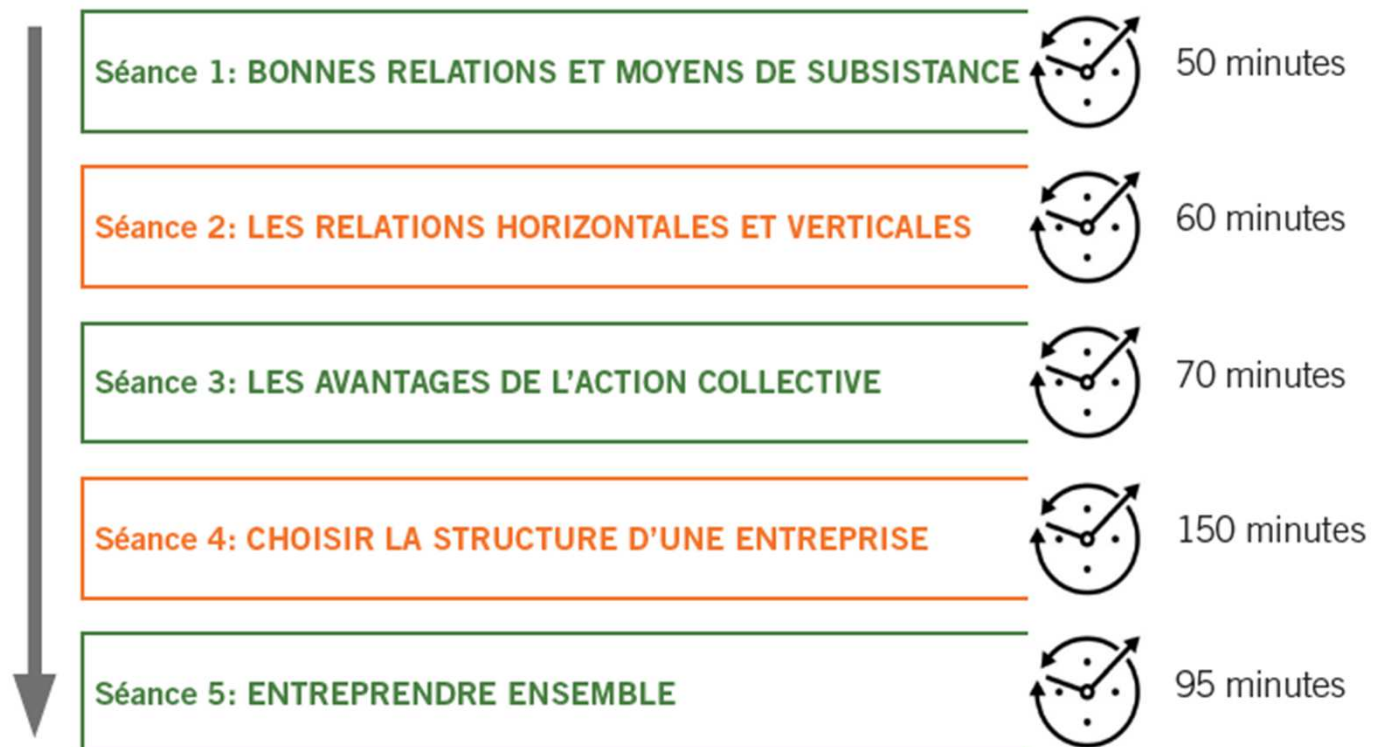 Séance 1: BONNES RELATIONS ET MOYENS DE SUBSISTANCE 50 minutes
Séance 2: LES RELATIONS HORIZONTALES ET VERTICALES 60 minutes
Séance 3: LES AVANTAGES DE L’ACTION COLLECTIVE 70 minutes
Séance 4: CHOISIR LA STRUCTURE D’UNE ENTREPRISE 150 minutes
Séance 5: ENTREPRENDRE ENSEMBLE 95 minutes